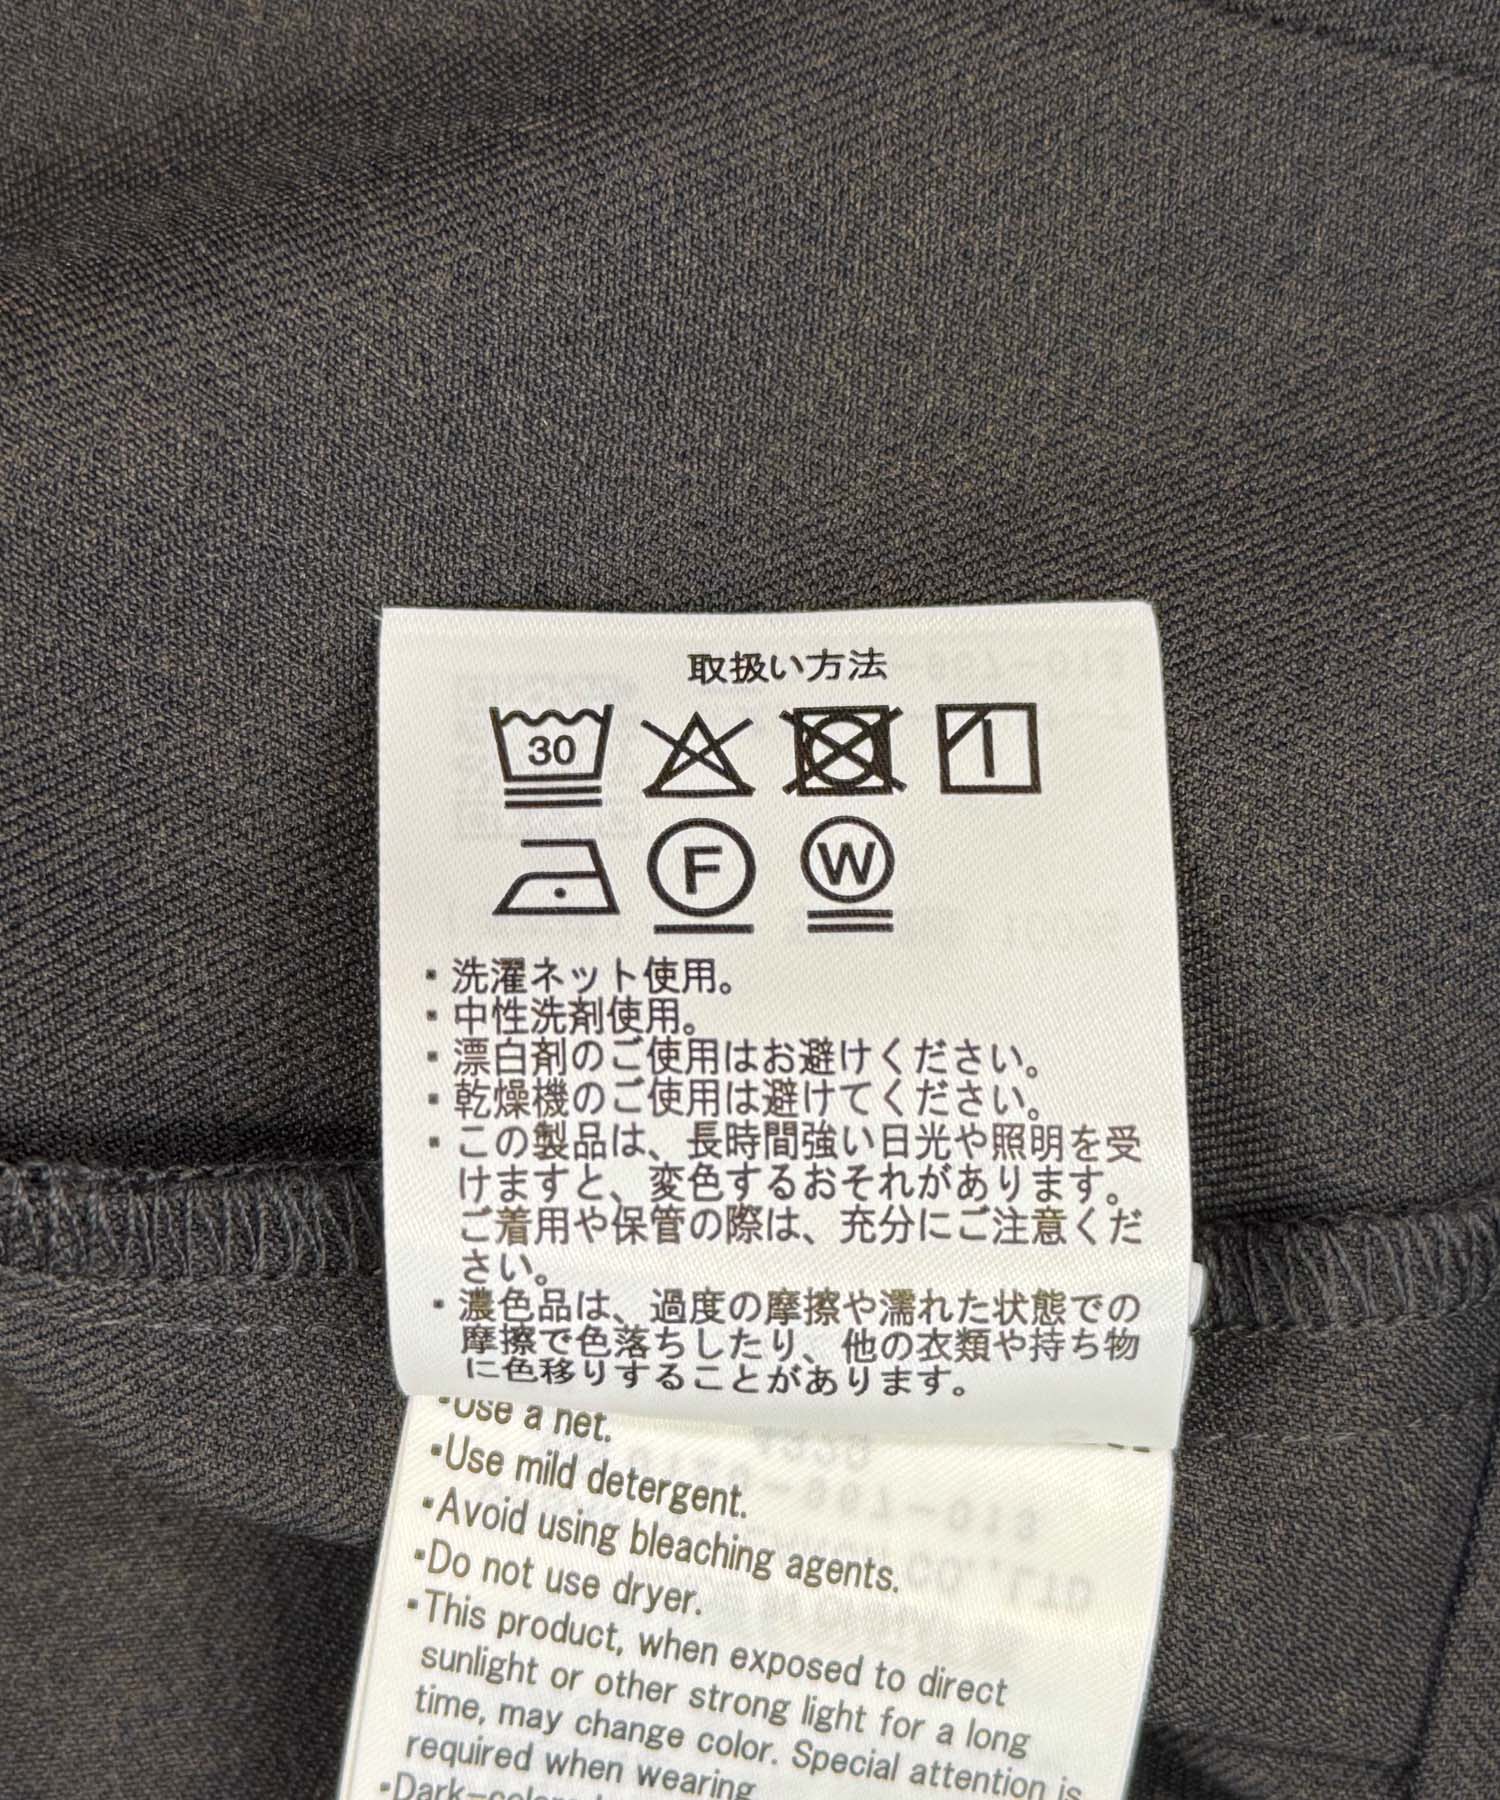 取扱い方法
30
F
W
・洗濯ネット使用。
・中性洗剤使用。
・漂白剤のご使用はお避けください。
・乾燥機のご使用は避けてください。
・この製品は、長時間強い日光や照明を受
けますと、変色するおそれがあります。
ご着用や保管の際は、充分にご注意くだ
さい。
・濃色品は、過度の摩擦や濡れた状態での
摩擦で色落ちしたり、他の衣類や持ち物
に色移りすることがあります。
・Use a net.
・Use mild detergent.
・Avoid using bleaching agents.
・Do not use dryer.
・This product, when exposed to direct
sunlight or other strong light for a long
time, may change color. Special attention is
required when wearing